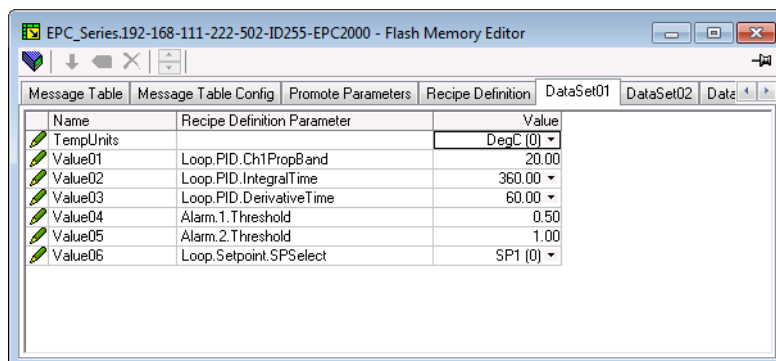 EPC_Series.192-168-111-222-502-ID255-EPC2000 - Flash Memory Editor
Message Table Message Table Config Promote Parameters Recipe Definition DataSet01 DataSet02 Data
Name Recipe Definition Parameter Value
TempUnits DegC (0)
Value01 Loop.PID.Ch1PropBand 20.00
Value02 Loop.PID.IntegralTime 360.00
Value03 Loop.PID.DerivativeTime 60.00
Value04 Alarm.1.Threshold 0.50
Value05 Alarm.2.Threshold 1.00
Value06 Loop.Setpoint.SPSelect SP1 (0)